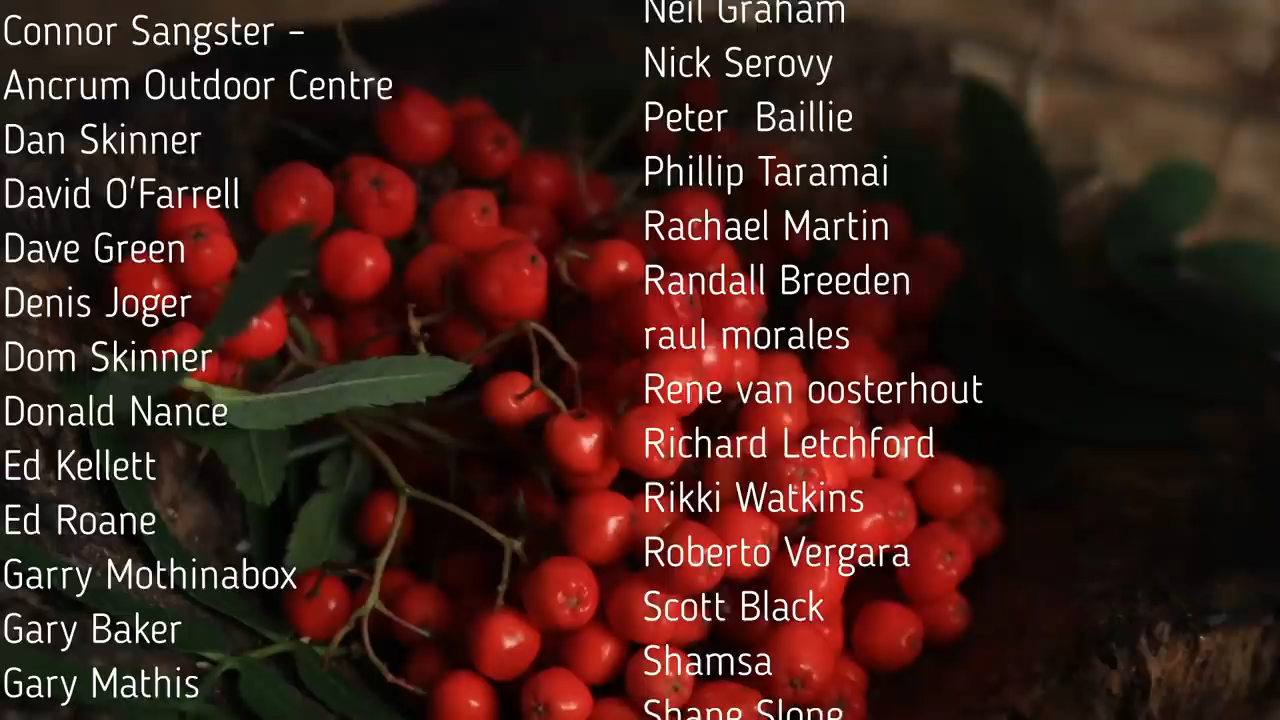 Connor Sangster –
Ancrum Outdoor Centre
Dan Skinner
David O'Farrell
Dave Green
Denis Joger
Dom Skinner
Donald Nance
Ed Kellett
Ed Roane
Garry Mothinabox
Gary Baker
Gary Mathis
Neil Graham
Nick Serovy
Peter  Baillie
Phillip Taramai
Rachael Martin
Randall Breeden
raul morales
Rene van oosterhout
Richard Letchford
Rikki Watkins
Roberto Vergara
Scott Black
Shamsa
Shane Slone